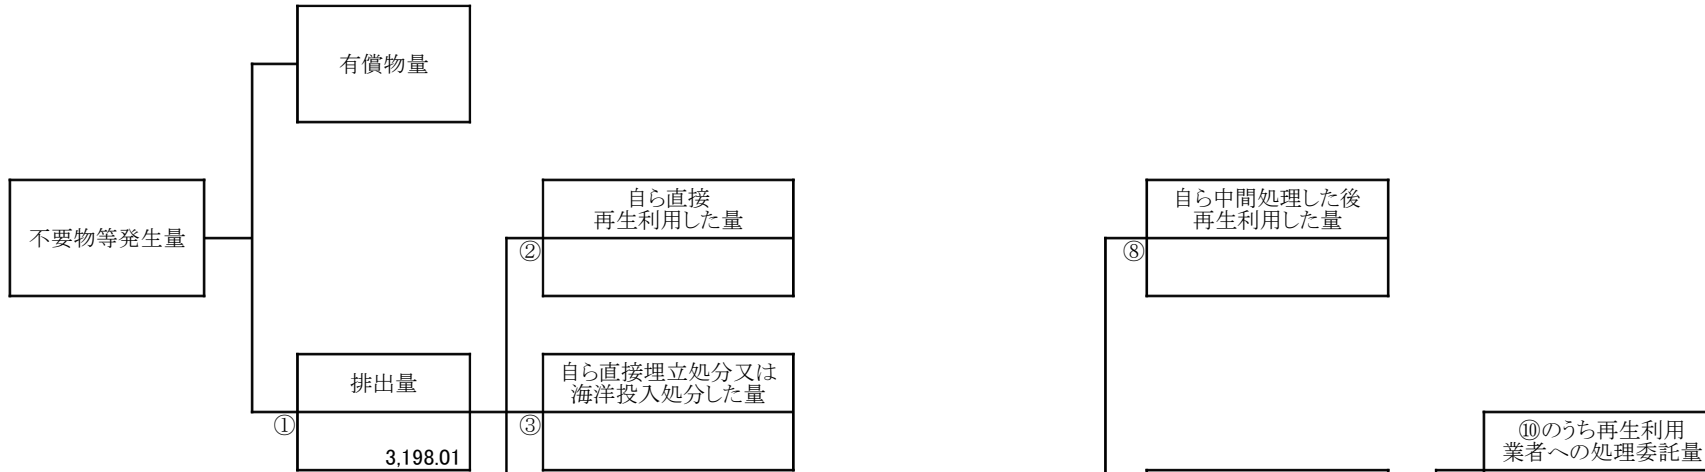 有償物量
不要物等発生量
自ら直接
再生利用した量
②
自ら中間処理した後
再生利用した量
⑧
排出量
①
3,198.01
自ら直接埋立処分又は
海洋投入処分した量
③
⑩のうち再生利用
業者への処理委託量